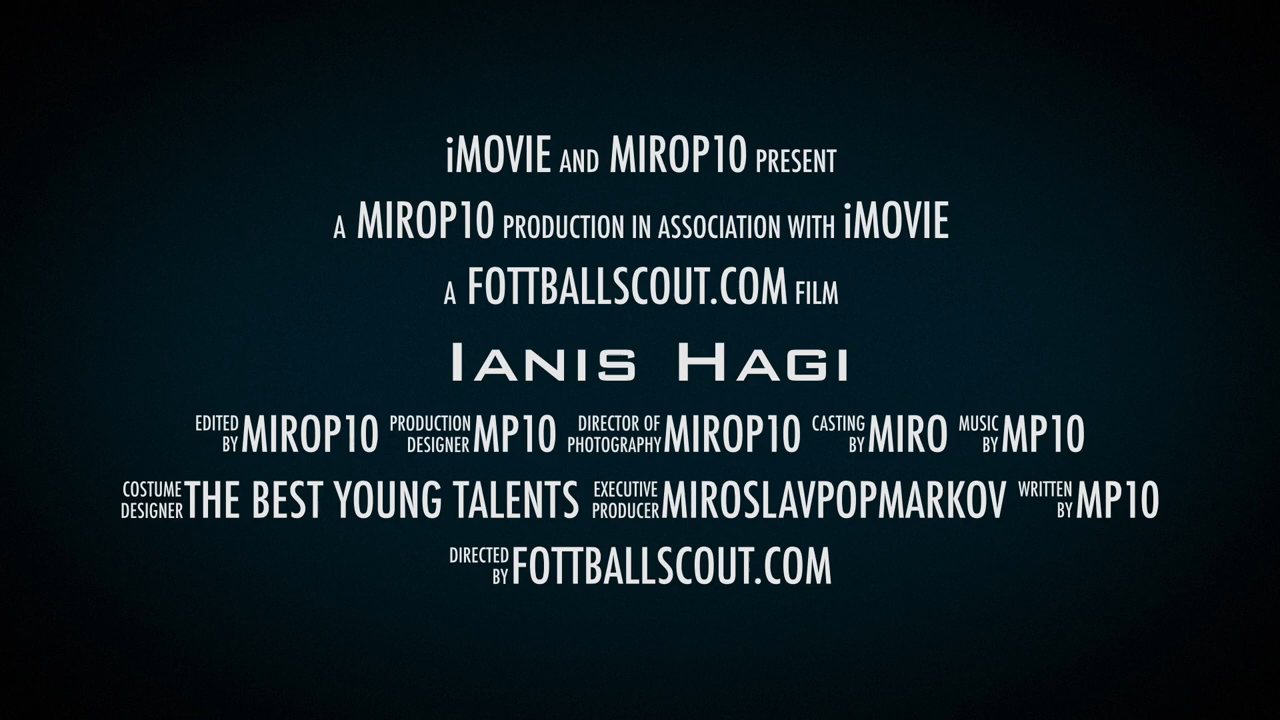 iMOVIE AND MIROP10 PRESENT
A MIROP10 PRODUCTION IN ASSOCIATION WITH iMOVIE
A FOTTBALLSCOUT.COM FILM
IANIS HAGI
EDITED BY MIROP10 PRODUCTION DESIGNER MP10 DIRECTOR OF PHOTOGRAPHY MIROP10 CASTING BY MIRO MUSIC BY MP10
COSTUME DESIGNER THE BEST YOUNG TALENTS EXECUTIVE PRODUCER MIROSLAVPOPMARKOV WRITTEN BY MP10
DIRECTED BY FOTTBALLSCOUT.COM